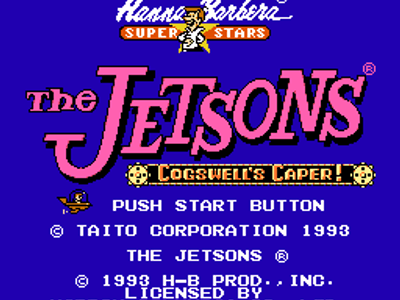 Hanna Barbera
SUPER STARS
The JETSONS ®
COGSWELL'S CAPER!
PUSH START BUTTON
© TAITO CORPORATION 1993
THE JETSONS ®
© 1993 H-B PROD., INC.
LICENSED BY